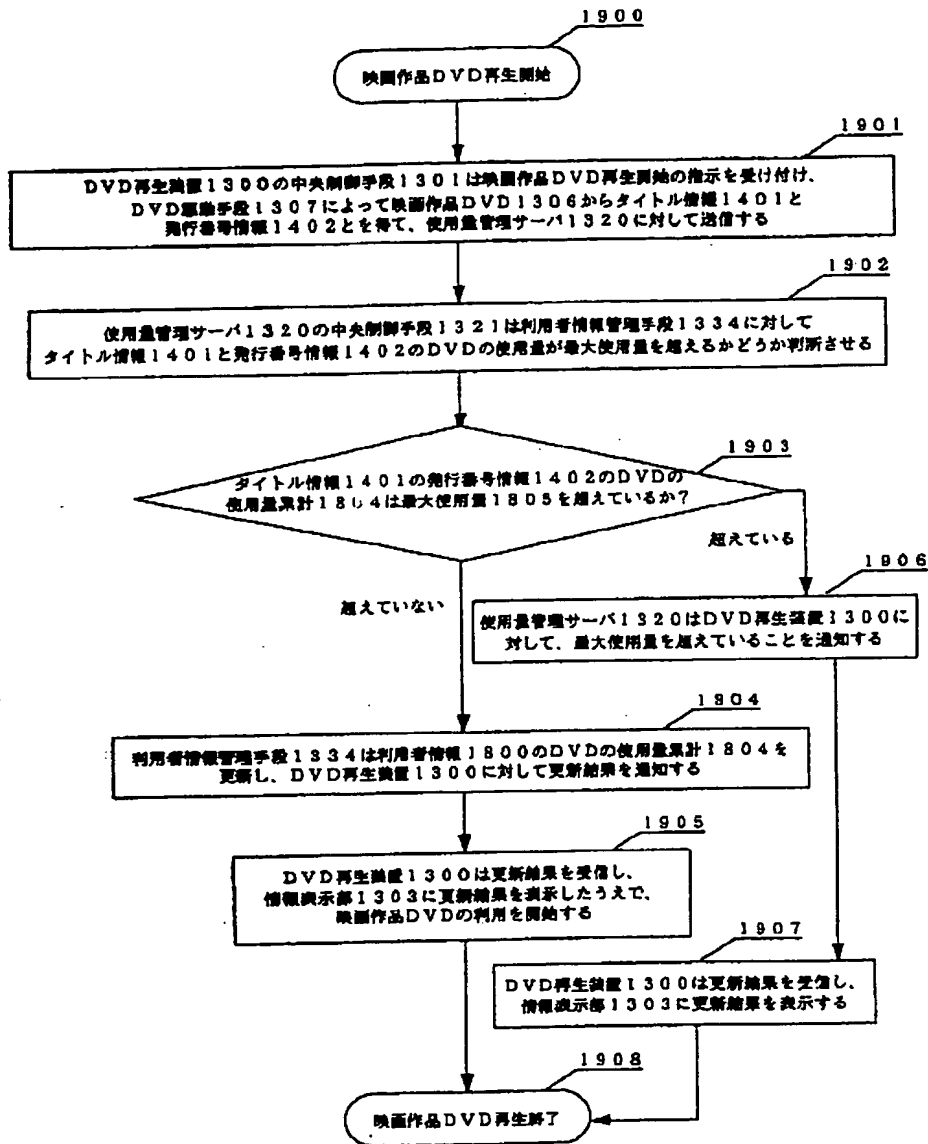 1900
映画作品DVD再生開始
1901
DVD再生装置1300の中央制御手段1301は映画作品DVD再生開始の指示を受け付け、
DVD駆動手段1307によって映画作品DVD1306からタイトル情報1401と
発行番号情報1402とを得て、使用量管理サーバ1320に対して送信する
1902
使用量管理サーバ1320の中央制御手段1321は利用者情報管理手段1334に対して
タイトル情報1401と発行番号情報1402のDVDの使用量が最大使用量を越えるかどうか判断させる
1903
タイトル情報1401の発行番号情報1402のDVDの
使用量累計1804は最大使用量1805を超えているか?
超えている
1906
超えていない
使用量管理サーバ1320はDVD再生装置1300に
対して、最大使用量を超えていることを通知する
1904
利用者情報管理手段1334は利用者情報1800のDVDの使用量累計1804を
更新し、DVD再生装置1300に対して更新結果を通知する
1905
DVD再生装置1300は更新結果を受信し、
情報表示部1303に更新結果を表示したうえで、
映画作品DVDの利用を開始する
1907
DVD再生装置1300は更新結果を受信し、
情報表示部1303に更新結果を表示する
1908
映画作品DVD再生終了